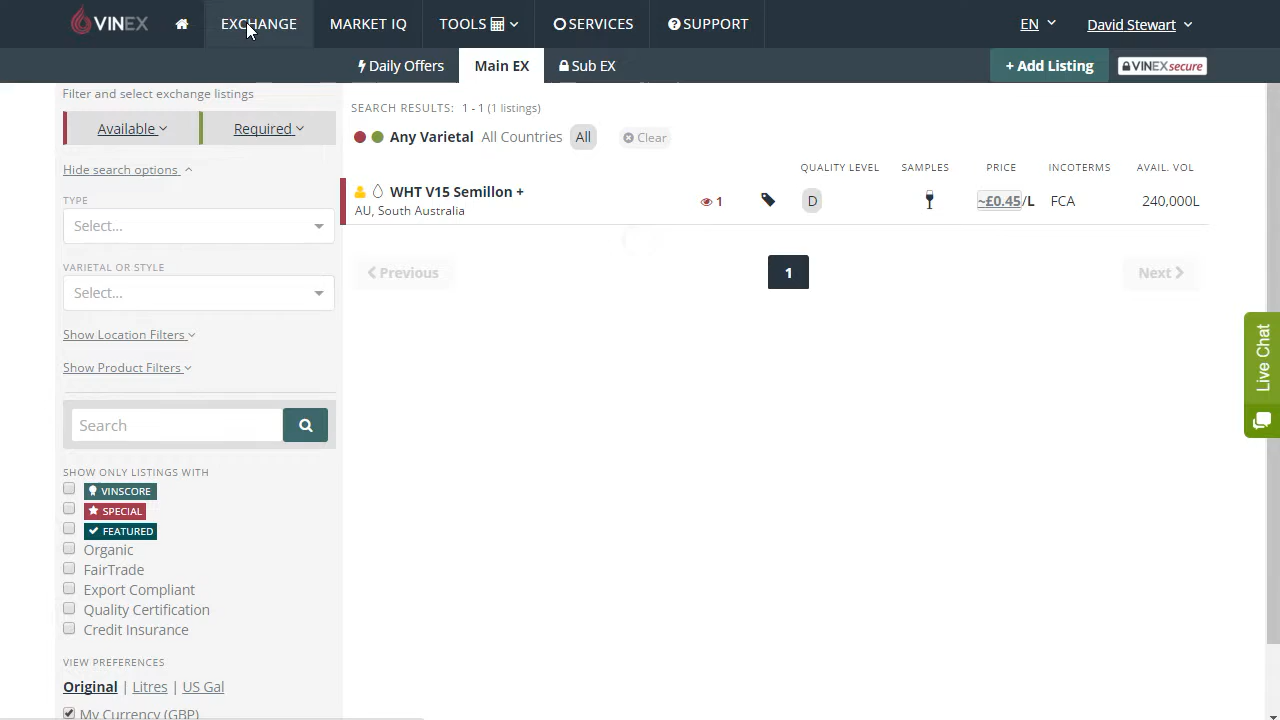 VINEX
EXCHANGE
MARKET IQ
TOOLS
SERVICES
SUPPORT
EN
David Stewart
Daily Offers
Main EX
Sub EX
+ Add Listing
VINEX secure
Filter and select exchange listings
Available
Required
Hide search options
TYPE
Select...
VARIETAL OR STYLE
Select...
Show Location Filters
Show Product Filters
Search
SHOW ONLY LISTINGS WITH
VINSCORE
SPECIAL
FEATURED
Organic
FairTrade
Export Compliant
Quality Certification
Credit Insurance
VIEW PREFERENCES
Original | Litres | US Gal
My Currency (GBP)
SEARCH RESULTS: 1 - 1 (1 listings)
Any Varietal All Countries All Clear
QUALITY LEVEL SAMPLES PRICE INCOTERMS AVAIL. VOL
WHT V15 Semillon +
AU, South Australia
1 D ~£0.45/L FCA 240,000L
Previous 1 Next
Live Chat